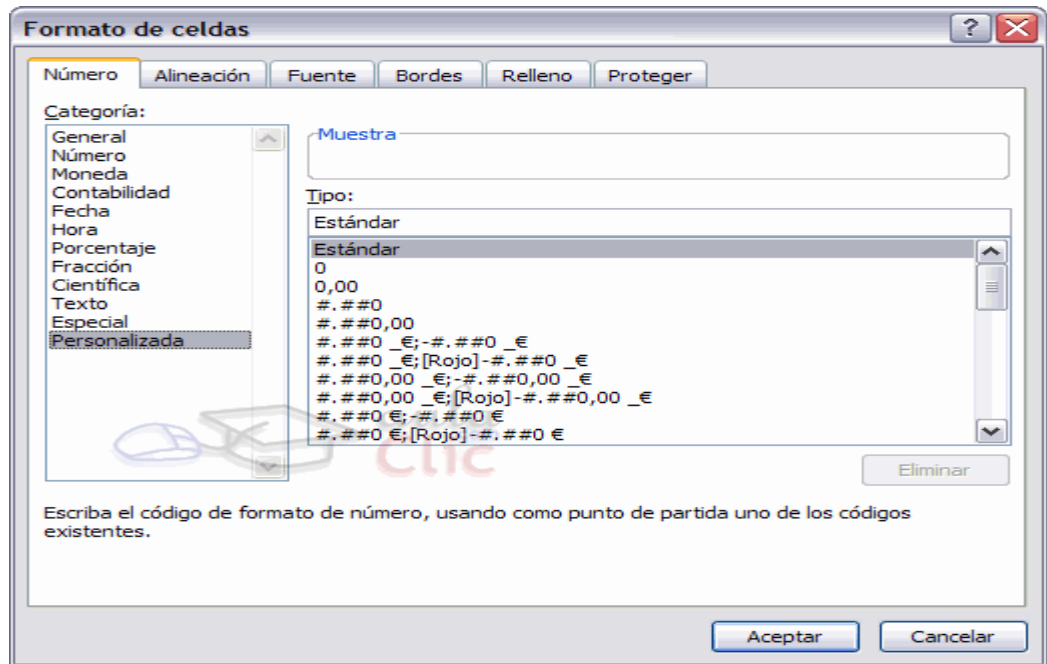 Formato de celdas
Número Alineación Fuente Bordes Relleno Proteger
Categoría:
General
Número
Moneda
Contabilidad
Fecha
Hora
Porcentaje
Fracción
Científica
Texto
Especial
Personalizada
Muestra
Tipo:
Estándar
Estándar
0
0,00
#.##0
#.##0,00
#.##0 _€;-#.##0 _€
#.##0 _€;[Rojo]-#.##0 _€
#.##0,00 _€;-#.##0,00 _€
#.##0,00 _€;[Rojo]-#.##0,00 _€
#.##0 €;-#.##0 €
#.##0 €;[Rojo]-#.##0 €
Clic
Eliminar
Escriba el código de formato de número, usando como punto de partida uno de los códigos
existentes.
Aceptar Cancelar